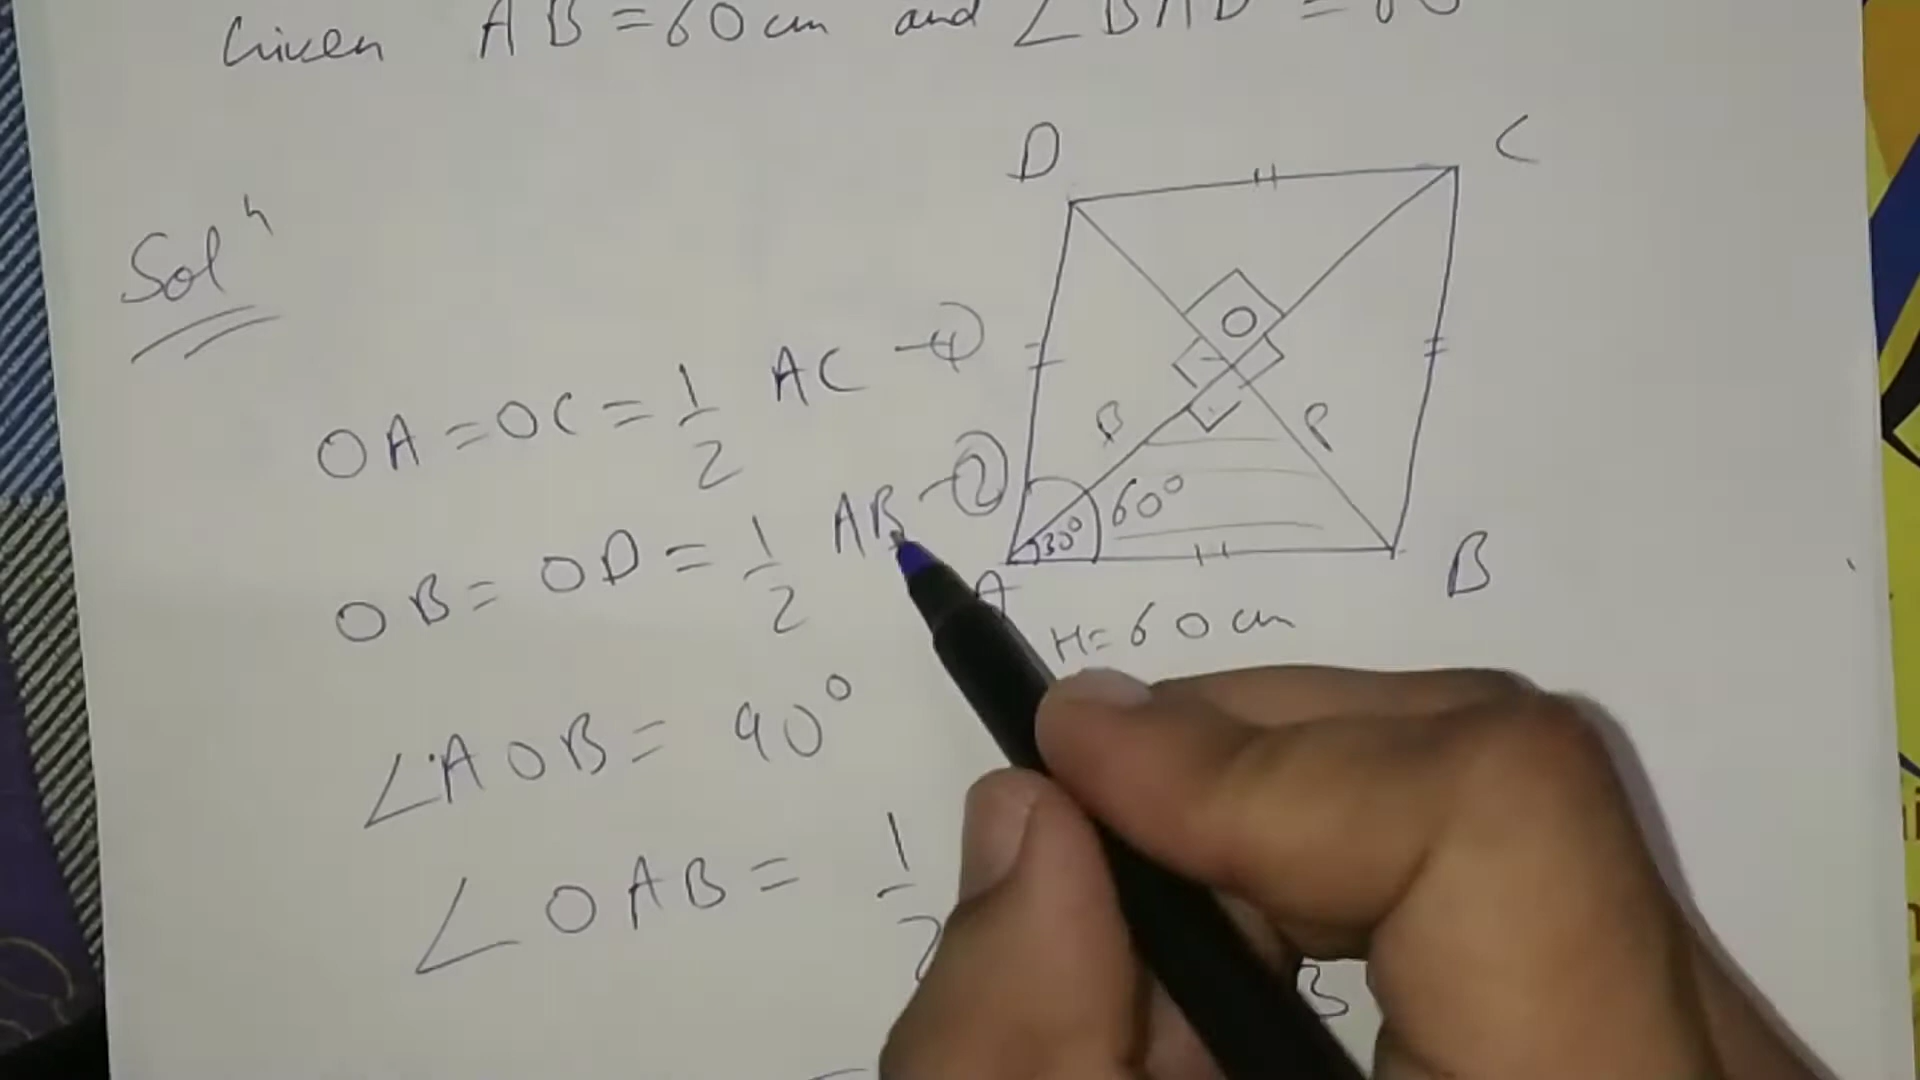 Given AB = 60 cm and ∠BAD = 60
D
C
Solⁿ
O
OA = OC = 1/2 AC — ①
B
P
OB = OD = 1/2 AB — ②
60°
30°
A
B
H = 60 cm
∠AOB = 90°
∠OAB = 1/2
B